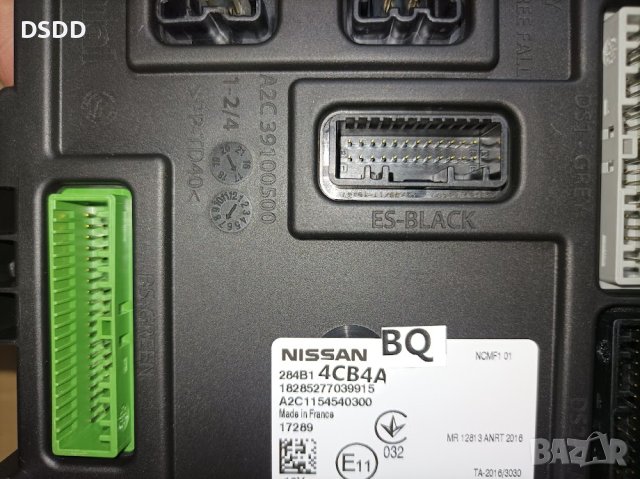 DSDD
A2C39100500
1-2/4
ES-BLACK
NISSAN
BQ
NCMF1 01
284B1 4CB4A
18285277039915
A2C1154540300
Made in France
17289
032
E11
MR 12813 ANRT 2016
TA-2016/3030
BAZAR